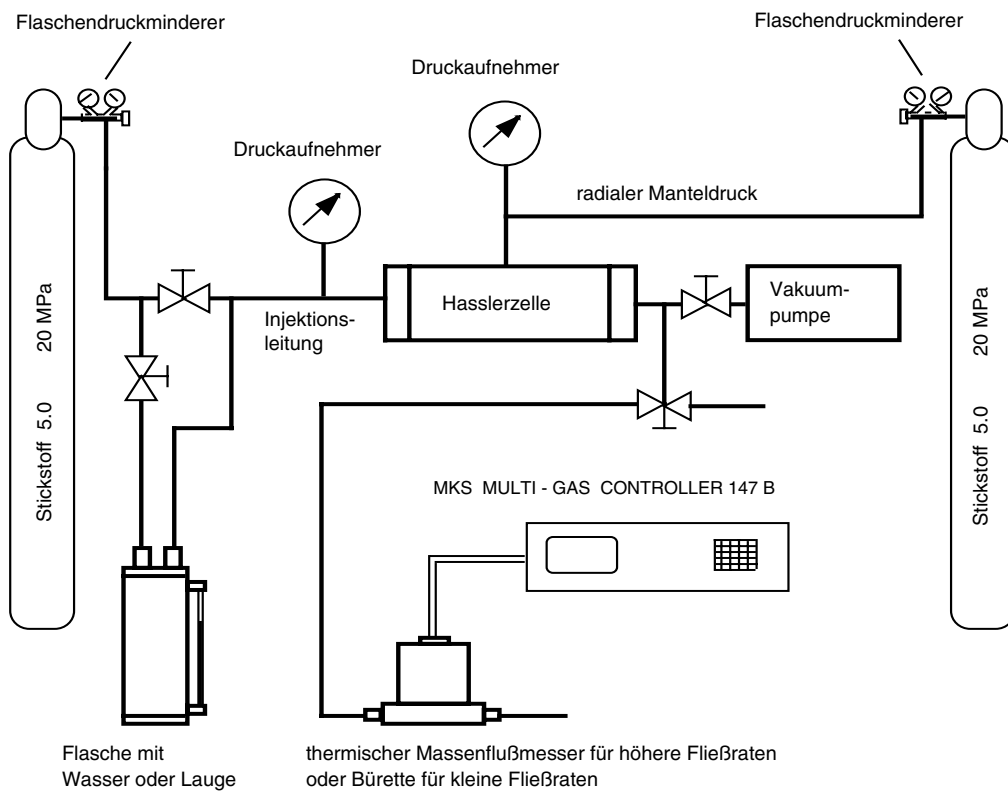 Flaschendruckminderer
Flaschendruckminderer
Druckaufnehmer
Druckaufnehmer
radialer Manteldruck
Stickstoff 5.0 20 MPa
Injektions-
leitung
Hasslerzelle
Vakuum-
pumpe
Stickstoff 5.0 20 MPa
MKS MULTI - GAS CONTROLLER 147 B
Flasche mit
Wasser oder Lauge
thermischer Massenflußmesser für höhere Fließraten
oder Bürette für kleine Fließraten